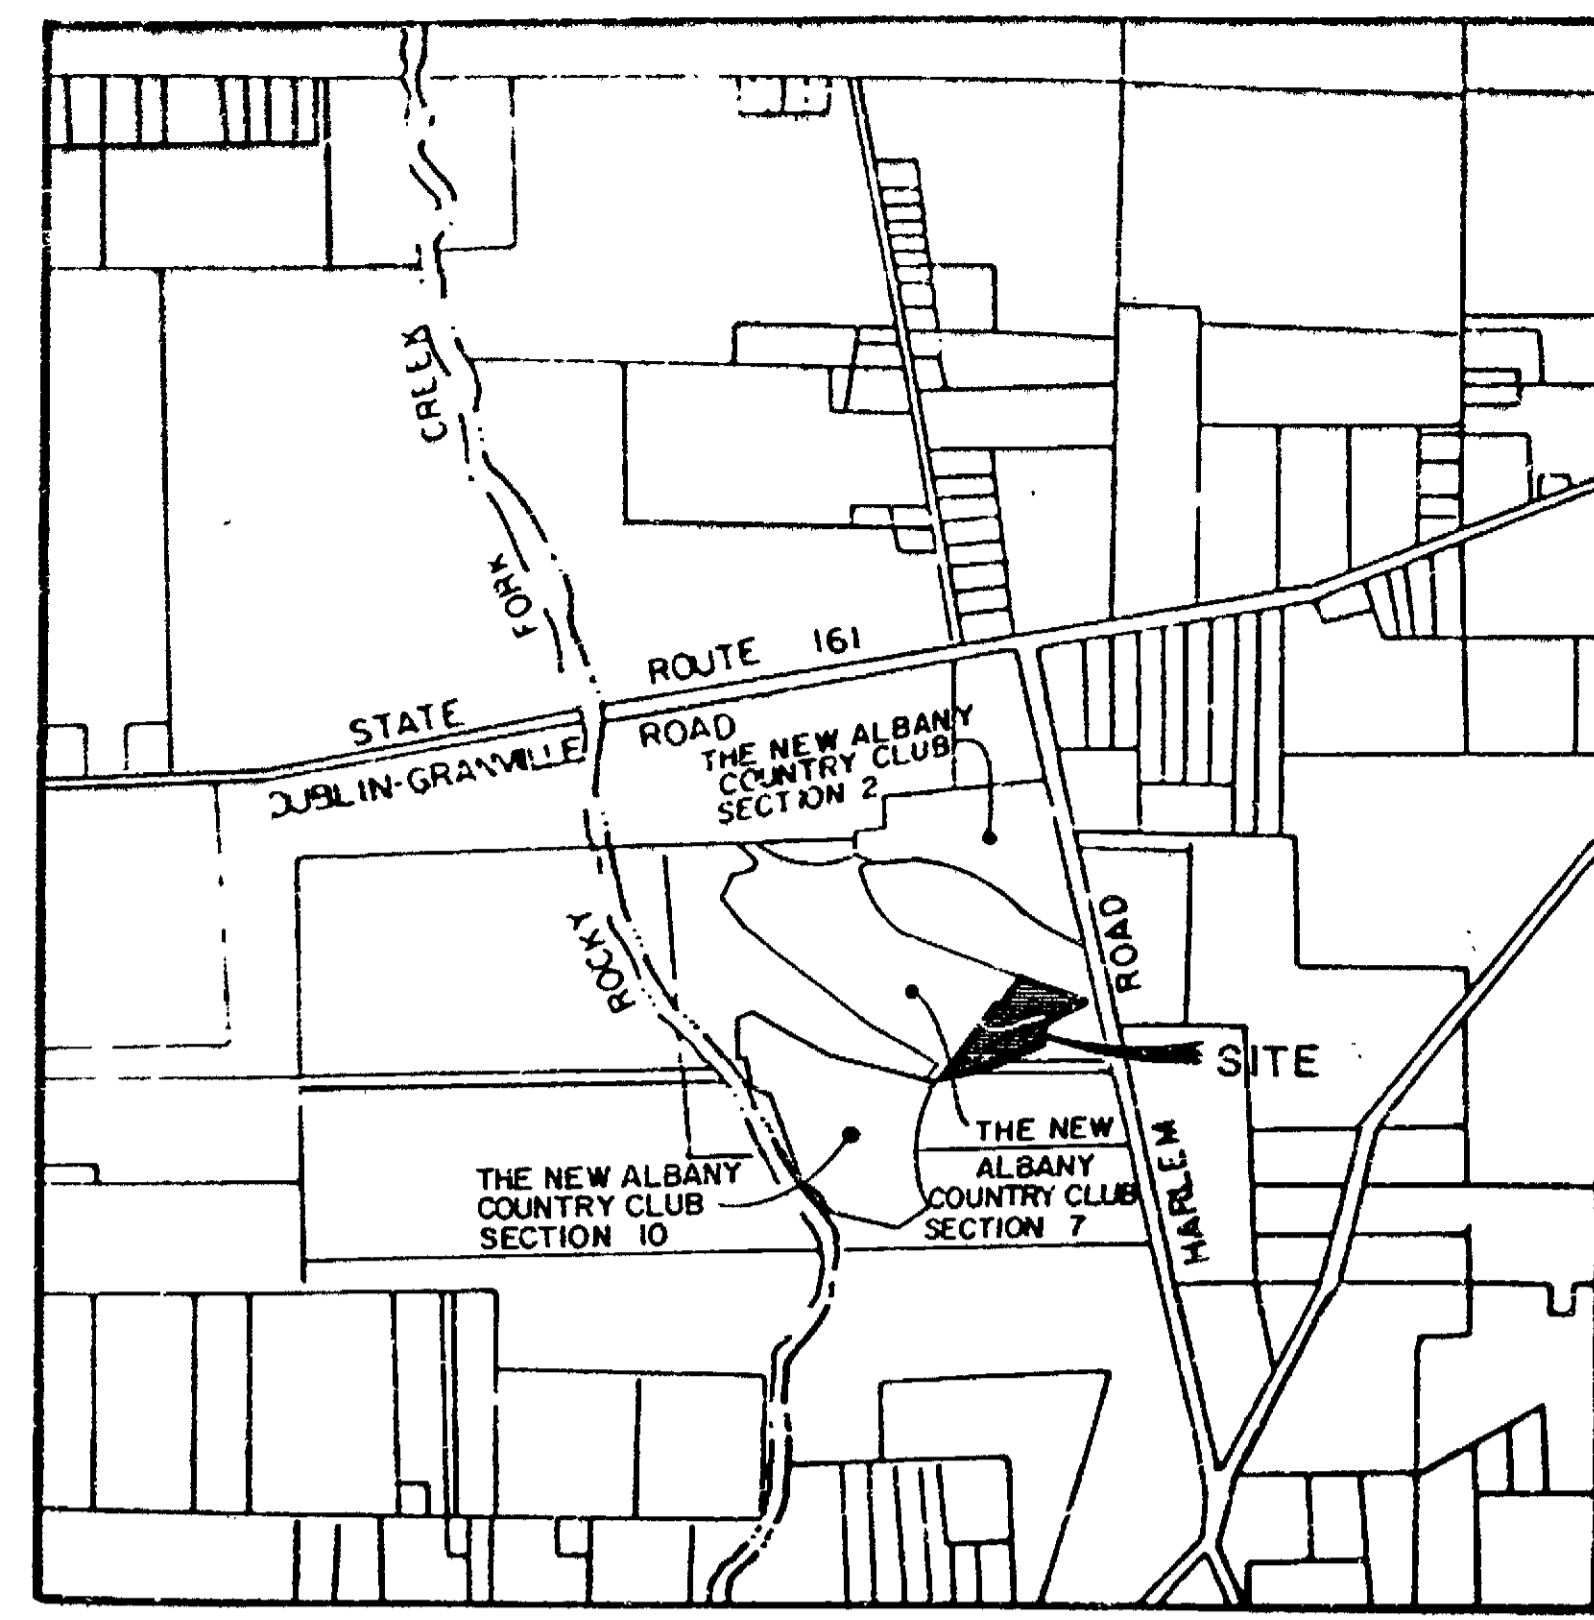 CREEK
FORK
STATE ROUTE 161
DUBLIN-GRANVILLE ROAD
THE NEW ALBANY
COUNTRY CLUB
SECTION 2
ROCKY
ROAD
SITE
THE NEW
ALBANY
COUNTRY CLUB
SECTION 7
THE NEW ALBANY
COUNTRY CLUB
SECTION 10
HARLEM